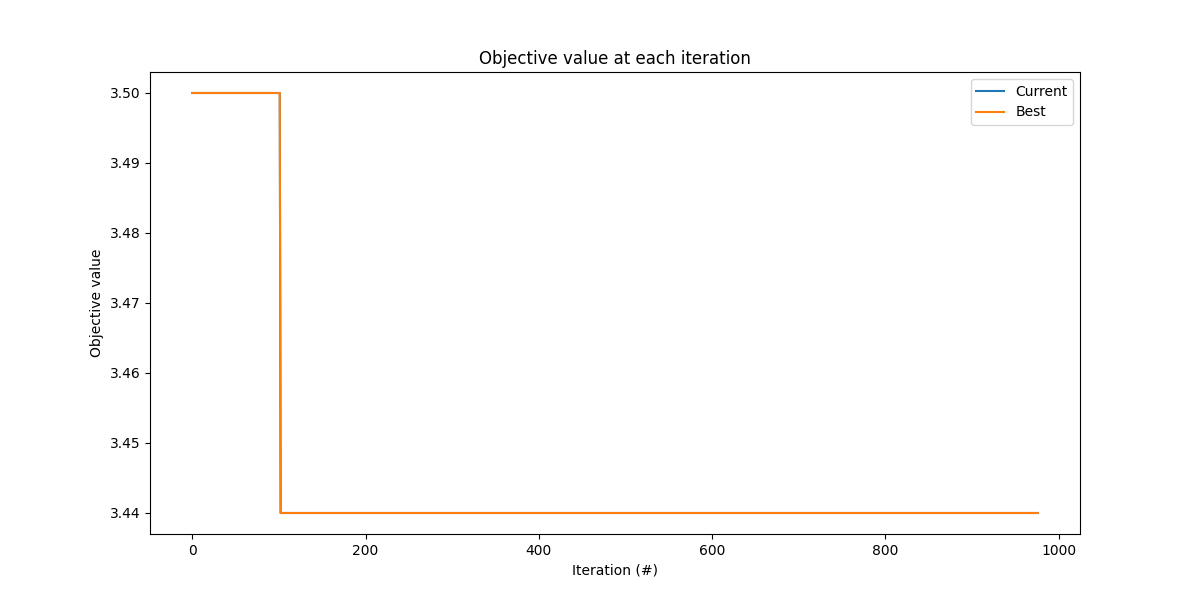 Objective value at each iteration
Current
Best
3.50
3.49
3.48
3.47
3.46
3.45
3.44
Objective value
0
200
400
600
800
1000
Iteration (#)